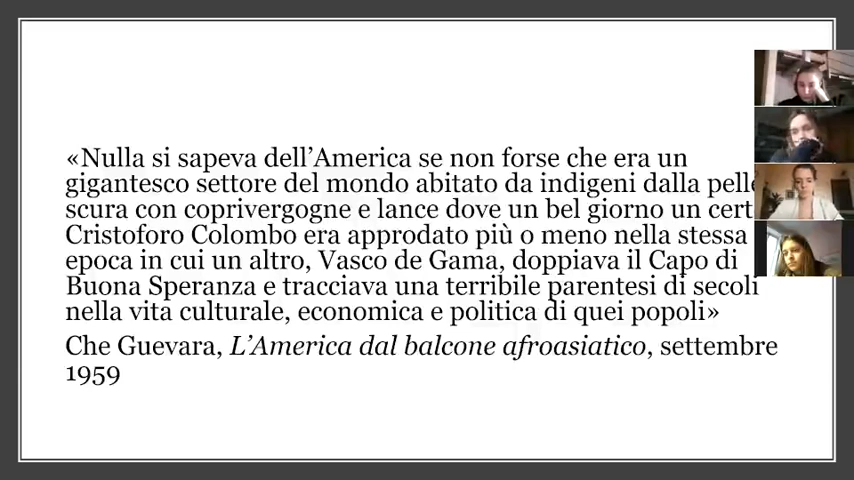 «Nulla si sapeva dell’America se non forse che era un
gigantesco settore del mondo abitato da indigeni dalla pelle
scura con coprivergogne e lance dove un bel giorno un cert
Cristoforo Colombo era approdato più o meno nella stessa
epoca in cui un altro, Vasco de Gama, doppiava il Capo di
Buona Speranza e tracciava una terribile parentesi di secoli
nella vita culturale, economica e politica di quei popoli»
Che Guevara, L’America dal balcone afroasiatico, settembre
1959